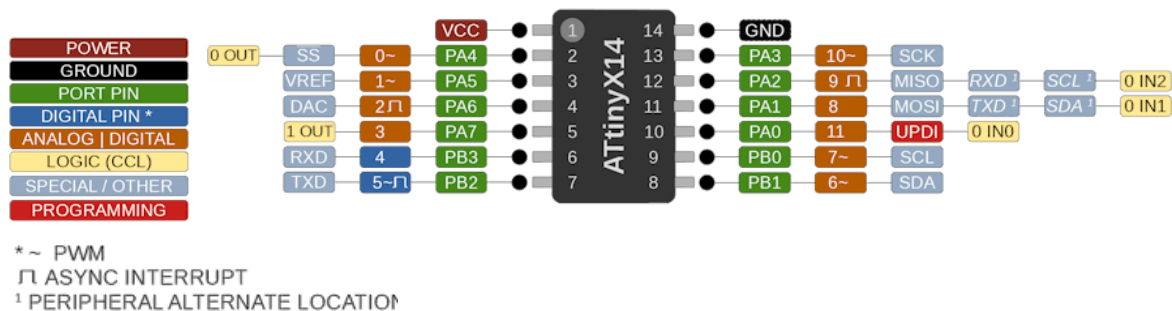 VCC 1 14 GND
POWER 0 OUT SS 0~ PA4 2 13 PA3 10~ SCK
GROUND VREF 1~ PA5 3 12 PA2 9 ⎍ MISO RXD ¹ SCL ¹ 0 IN2
PORT PIN DAC 2⎍ PA6 4 11 PA1 8 MOSI TXD ¹ SDA ¹ 0 IN1
DIGITAL PIN *
ANALOG | DIGITAL 1 OUT 3 PA7 5 10 PA0 11 UPDI 0 IN0
LOGIC (CCL) RXD 4 PB3 6 9 PB0 7~ SCL
SPECIAL / OTHER TXD 5~⎍ PB2 7 8 PB1 6~ SDA
PROGRAMMING
ATtinyX14
* ~ PWM
⎍ ASYNC INTERRUPT
¹ PERIPHERAL ALTERNATE LOCATION